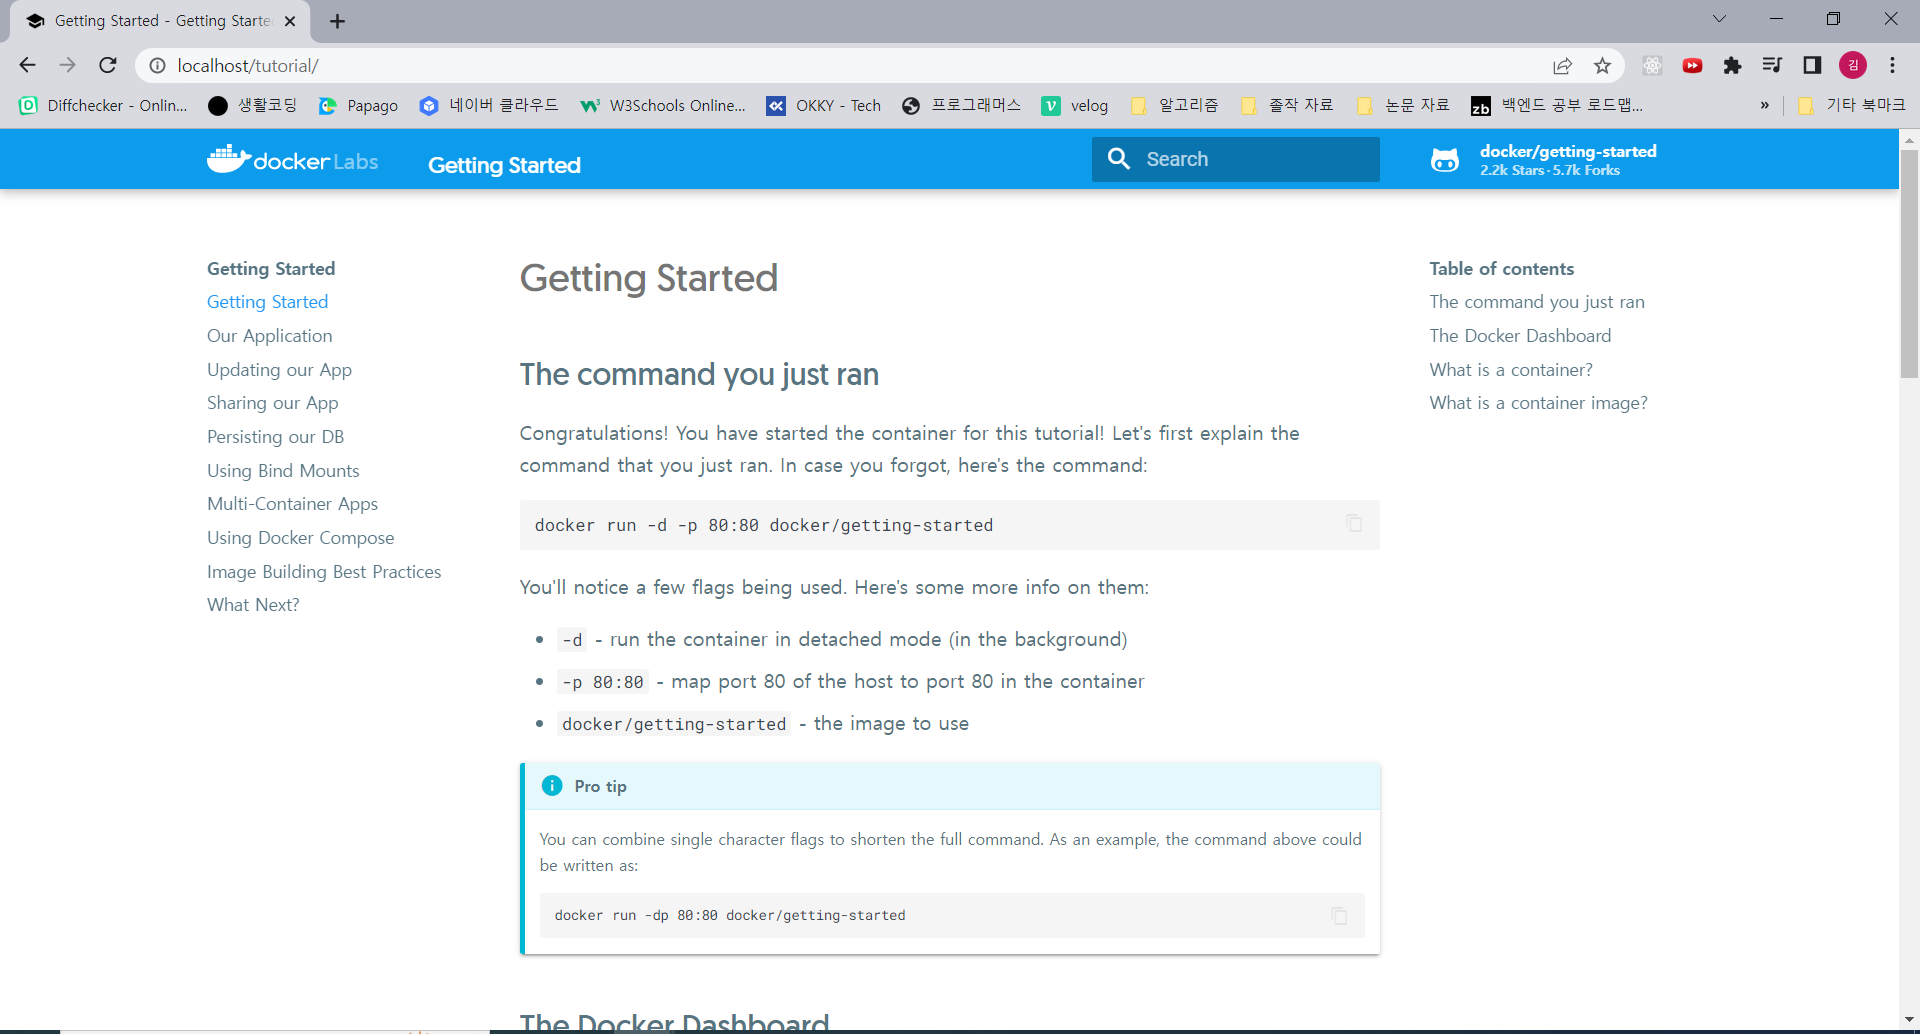 Getting Started - Getting Starte
localhost/tutorial/
김
Diffchecker - Onlin...
생활코딩
Papago
네이버 클라우드
W3Schools Online...
OKKY - Tech
프로그래머스
velog
알고리즘
졸작 자료
논문 자료
zb 백엔드 공부 로드맵...
»
기타 북마크
docker Labs
Getting Started
Search
docker/getting-started
2.2k Stars · 5.7k Forks
Getting Started
Getting Started
Our Application
Updating our App
Sharing our App
Persisting our DB
Using Bind Mounts
Multi-Container Apps
Using Docker Compose
Image Building Best Practices
What Next?
Getting Started
The command you just ran
Congratulations! You have started the container for this tutorial! Let's first explain the
command that you just ran. In case you forgot, here's the command:
docker run -d -p 80:80 docker/getting-started
You'll notice a few flags being used. Here's some more info on them:
• -d - run the container in detached mode (in the background)
• -p 80:80 - map port 80 of the host to port 80 in the container
• docker/getting-started - the image to use
Pro tip
You can combine single character flags to shorten the full command. As an example, the command above could
be written as:
docker run -dp 80:80 docker/getting-started
The Docker Dashboard
Table of contents
The command you just ran
The Docker Dashboard
What is a container?
What is a container image?